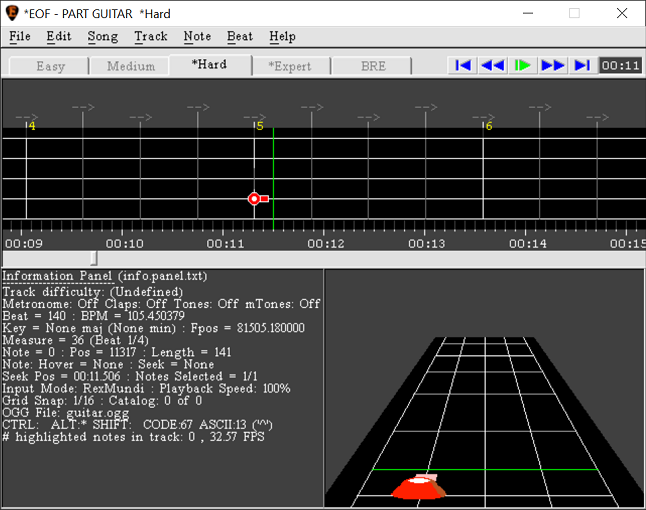 *EOF - PART GUITAR *Hard
File Edit Song Track Note Beat Help
Easy Medium *Hard *Expert BRE 00:11
--> --> --> --> --> -->
--> 4 --> --> 5 --> --> 6 -->
00:09 00:10 00:11 00:12 00:13 00:14 00:15
Information Panel (info.panel.txt)
----------------------------
Track difficulty: (Undefined)
Metronome: Off Claps: Off Tones: Off mTones: Off
Beat = 140 : BPM = 105.450379
Key = None maj (None min) : Fpos = 81505.180000
Measure = 36 (Beat 1/4)
Note = 0 : Pos = 11317 : Length = 141
Note: Hover = None : Seek = None
Seek Pos = 00:11.506 : Notes Selected = 1/1
Input Mode: RexMundi : Playback Speed: 100%
Grid Snap: 1/16 : Catalog: 0 of 0
OGG File: guitar.ogg
CTRL: ALT:* SHIFT: CODE:67 ASCII:13 ('^')
# highlighted notes in track: 0 , 32.57 FPS